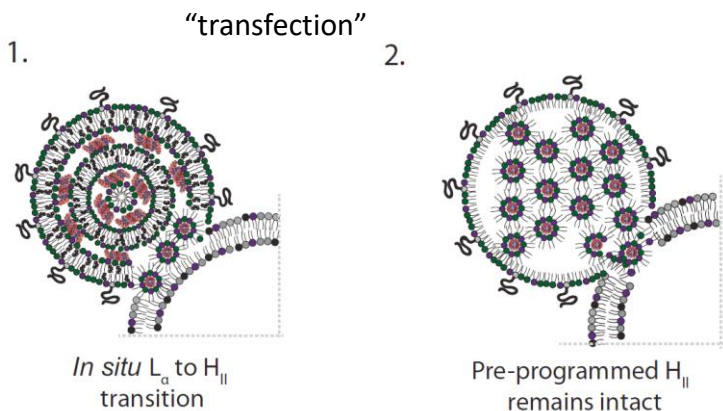 “transfection”
1.
2.
In situ Lα to HII
transition
Pre-programmed HII
remains intact